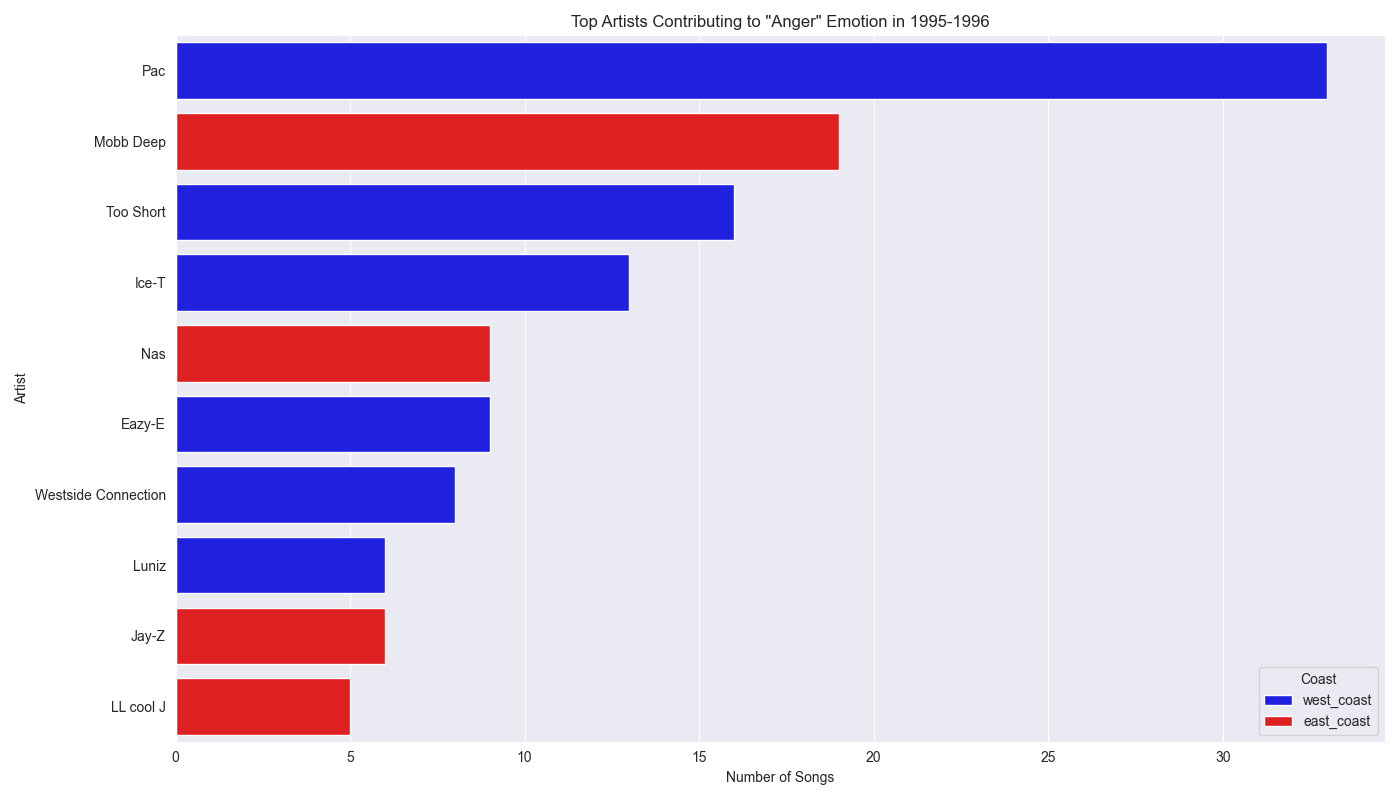 Top Artists Contributing to "Anger" Emotion in 1995-1996
Pac
Mobb Deep
Too Short
Ice-T
Nas
Eazy-E
Westside Connection
Luniz
Jay-Z
LL cool J
Artist
Coast
west_coast
east_coast
0 5 10 15 20 25 30
Number of Songs